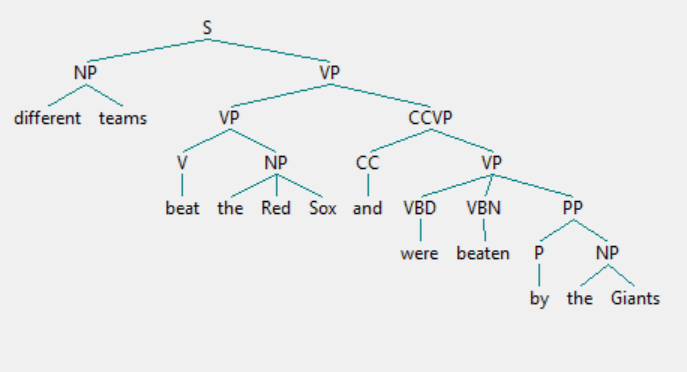 S
NP VP
different teams VP CCVP
V NP CC VP
beat the Red Sox and VBD VBN PP
were beaten P NP
by the Giants